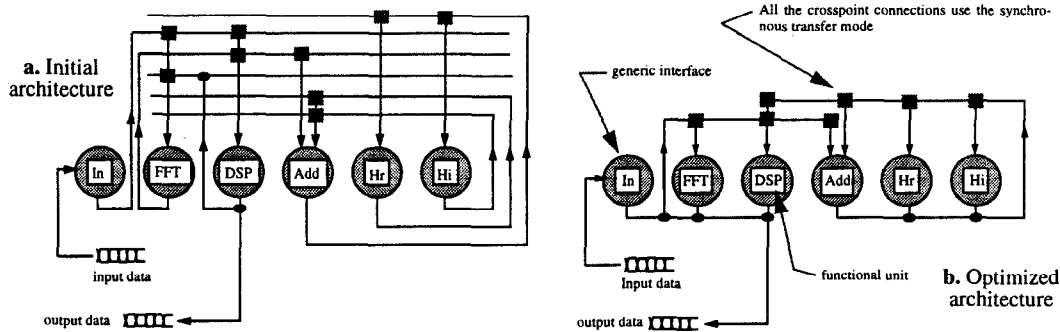 All the crosspoint connections use the synchro-
nous transfer mode
a. Initial
architecture
generic interface
In
FFT
DSP
Add
Hr
Hi
In
FFT
DSP
Add
Hr
Hi
input data
output data
Input data
output data
functional unit
b. Optimized
architecture